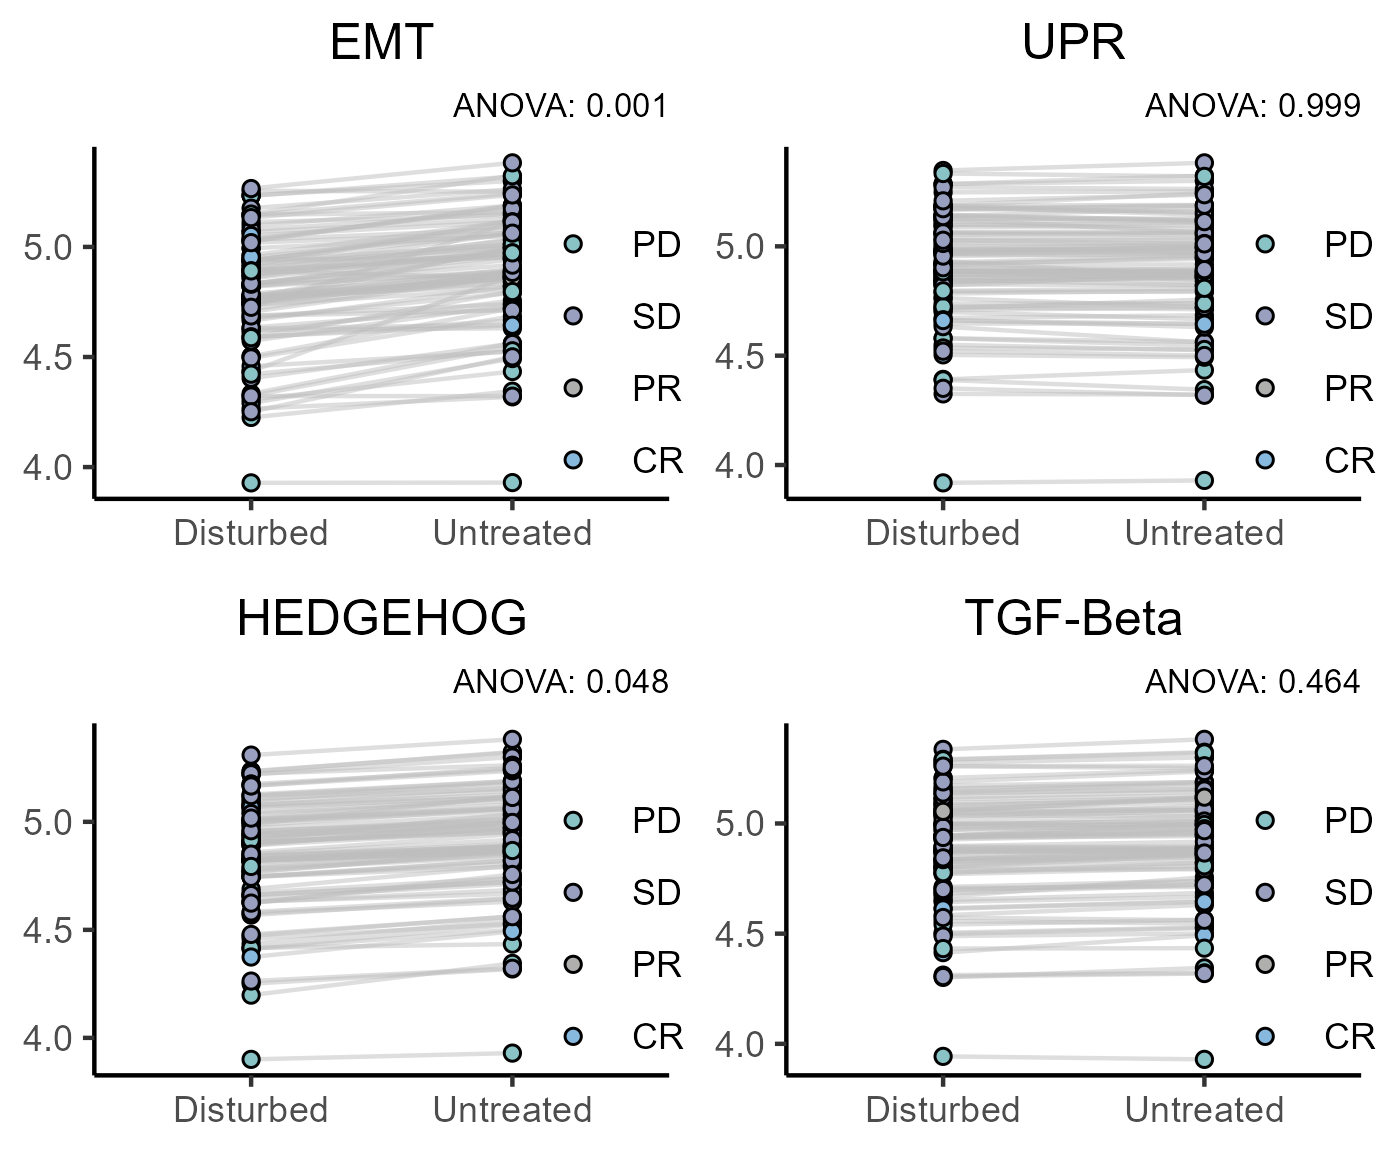 EMT
ANOVA: 0.001
5.0
4.5
4.0
PD
SD
PR
CR
Disturbed
Untreated
UPR
ANOVA: 0.999
5.0
4.5
4.0
PD
SD
PR
CR
Disturbed
Untreated
HEDGEHOG
ANOVA: 0.048
5.0
4.5
4.0
PD
SD
PR
CR
Disturbed
Untreated
TGF-Beta
ANOVA: 0.464
5.0
4.5
4.0
PD
SD
PR
CR
Disturbed
Untreated